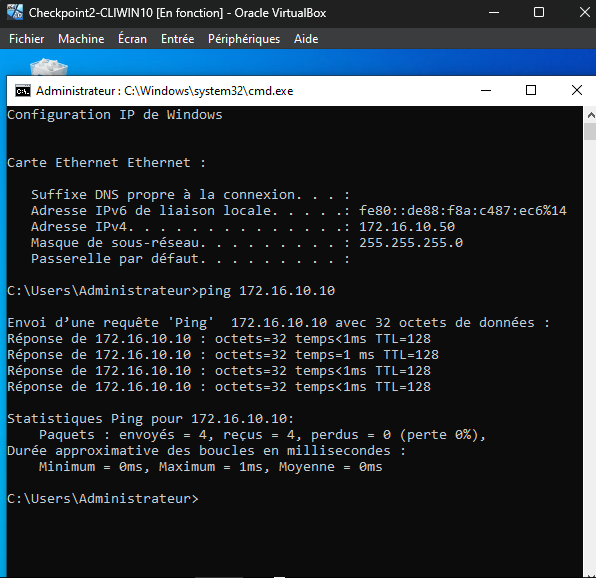 Checkpoint2-CLIWIN10 [En fonction] - Oracle VirtualBox
Fichier Machine Écran Entrée Périphériques Aide
Administrateur : C:\Windows\system32\cmd.exe
Configuration IP de Windows
Carte Ethernet Ethernet :
Suffixe DNS propre à la connexion. . . :
Adresse IPv6 de liaison locale. . . . .: fe80::de88:f8a:c487:ec6%14
Adresse IPv4. . . . . . . . . . . . . .: 172.16.10.50
Masque de sous-réseau. . . . . . . . . : 255.255.255.0
Passerelle par défaut. . . . . . . . . :
C:\Users\Administrateur>ping 172.16.10.10
Envoi d’une requête 'Ping'  172.16.10.10 avec 32 octets de données :
Réponse de 172.16.10.10 : octets=32 temps<1ms TTL=128
Réponse de 172.16.10.10 : octets=32 temps=1 ms TTL=128
Réponse de 172.16.10.10 : octets=32 temps<1ms TTL=128
Réponse de 172.16.10.10 : octets=32 temps<1ms TTL=128
Statistiques Ping pour 172.16.10.10:
Paquets : envoyés = 4, reçus = 4, perdus = 0 (perte 0%),
Durée approximative des boucles en millisecondes :
Minimum = 0ms, Maximum = 1ms, Moyenne = 0ms
C:\Users\Administrateur>